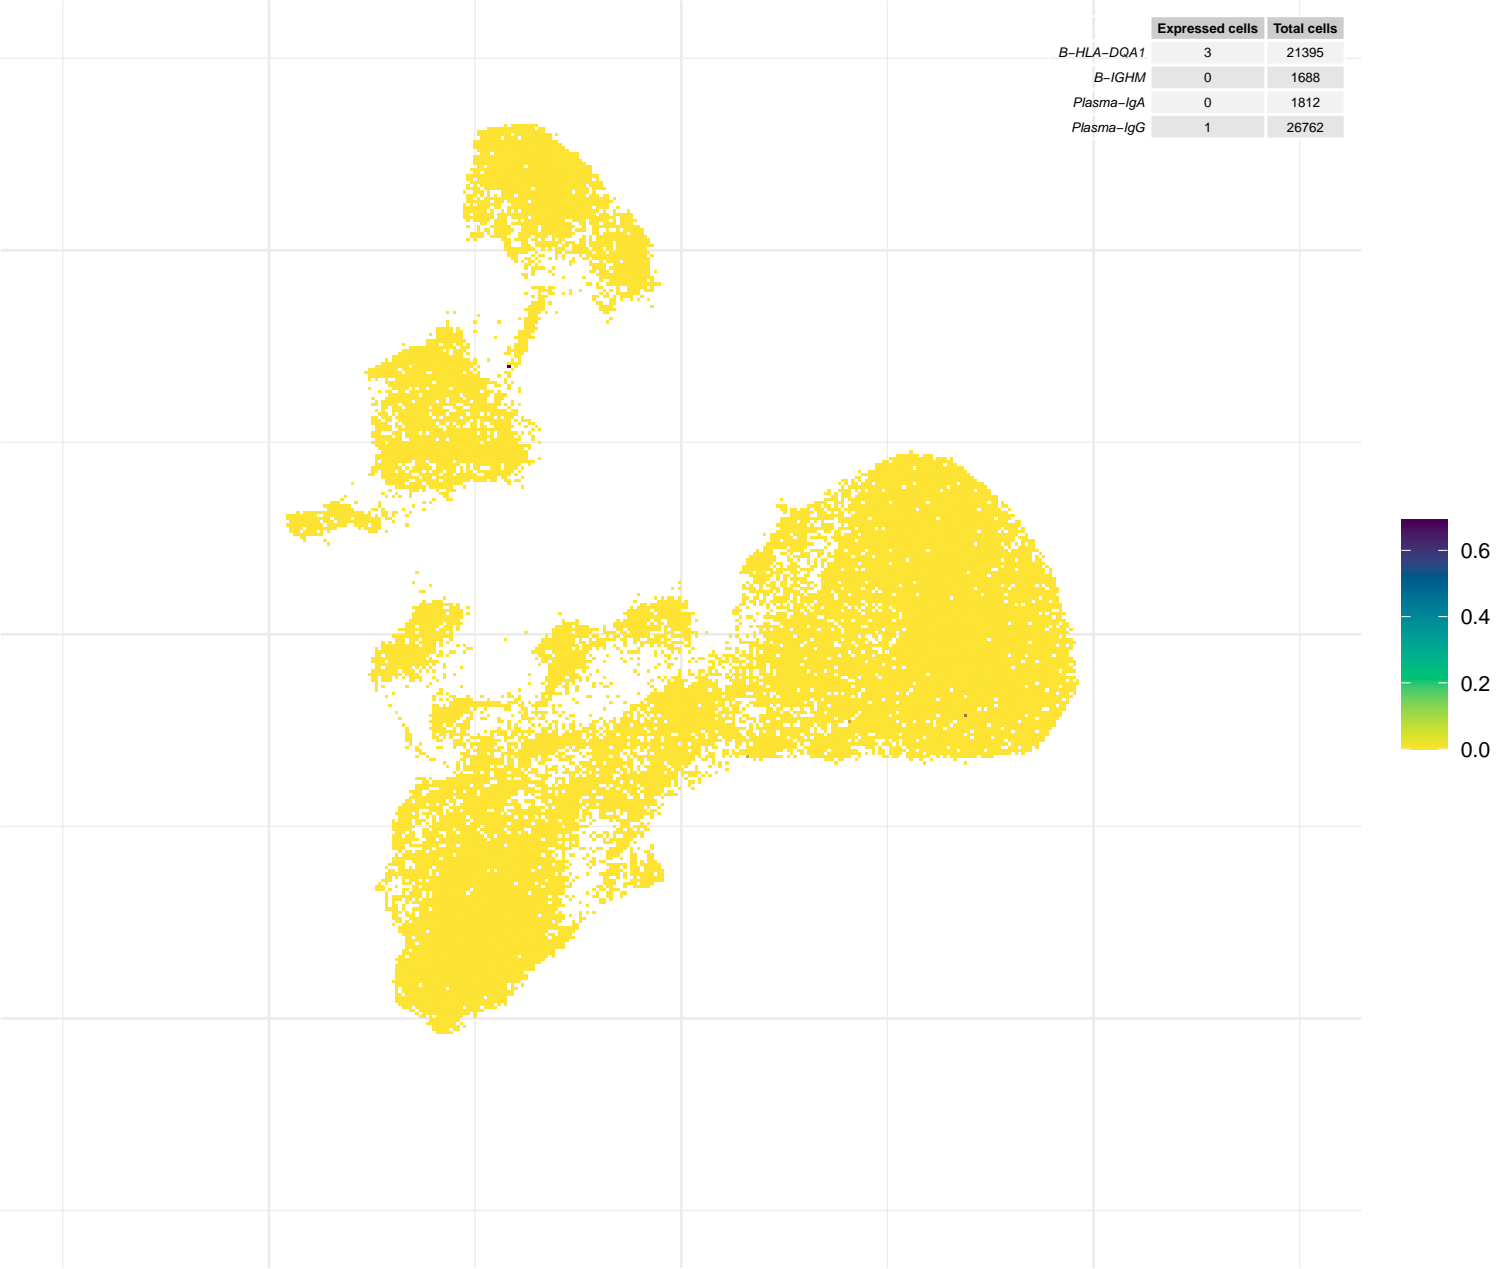 Expressed cells Total cells
B−HLA−DQA1 3 21395
B−IGHM 0 1688
Plasma−IgA 0 1812
Plasma−IgG 1 26762
0.6
0.4
0.2
0.0